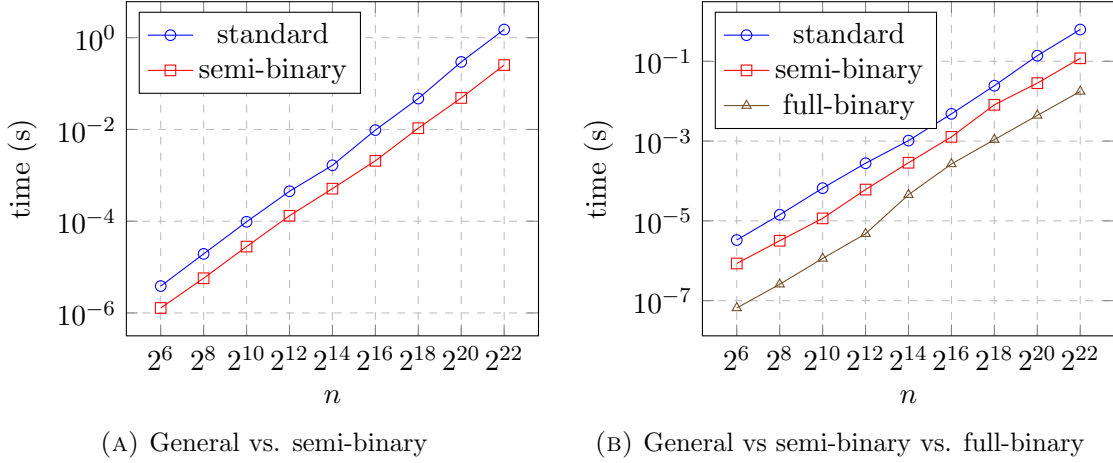 standard
semi-binary
10^0
10^-2
10^-4
10^-6
time (s)
2^6 2^8 2^10 2^12 2^14 2^16 2^18 2^20 2^22
n
(A) General vs. semi-binary
standard
semi-binary
full-binary
10^-1
10^-3
10^-5
10^-7
time (s)
2^6 2^8 2^10 2^12 2^14 2^16 2^18 2^20 2^22
n
(B) General vs semi-binary vs. full-binary